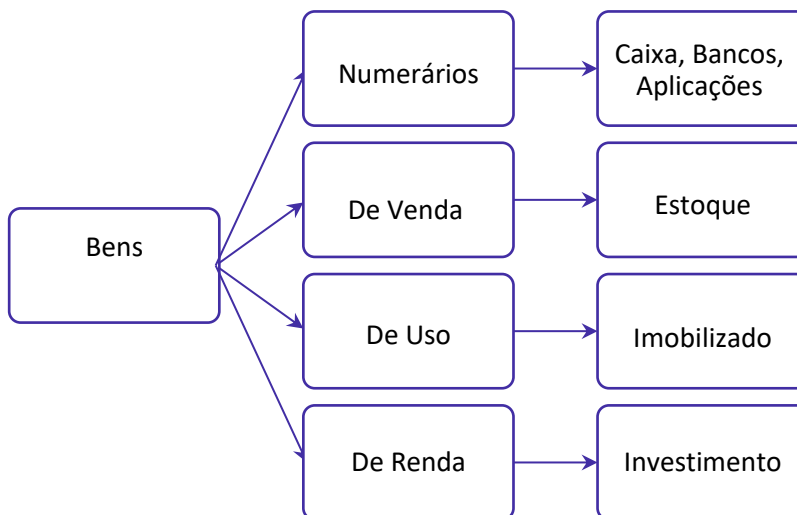 Bens
Numerários
Caixa, Bancos,
Aplicações
De Venda
Estoque
De Uso
Imobilizado
De Renda
Investimento